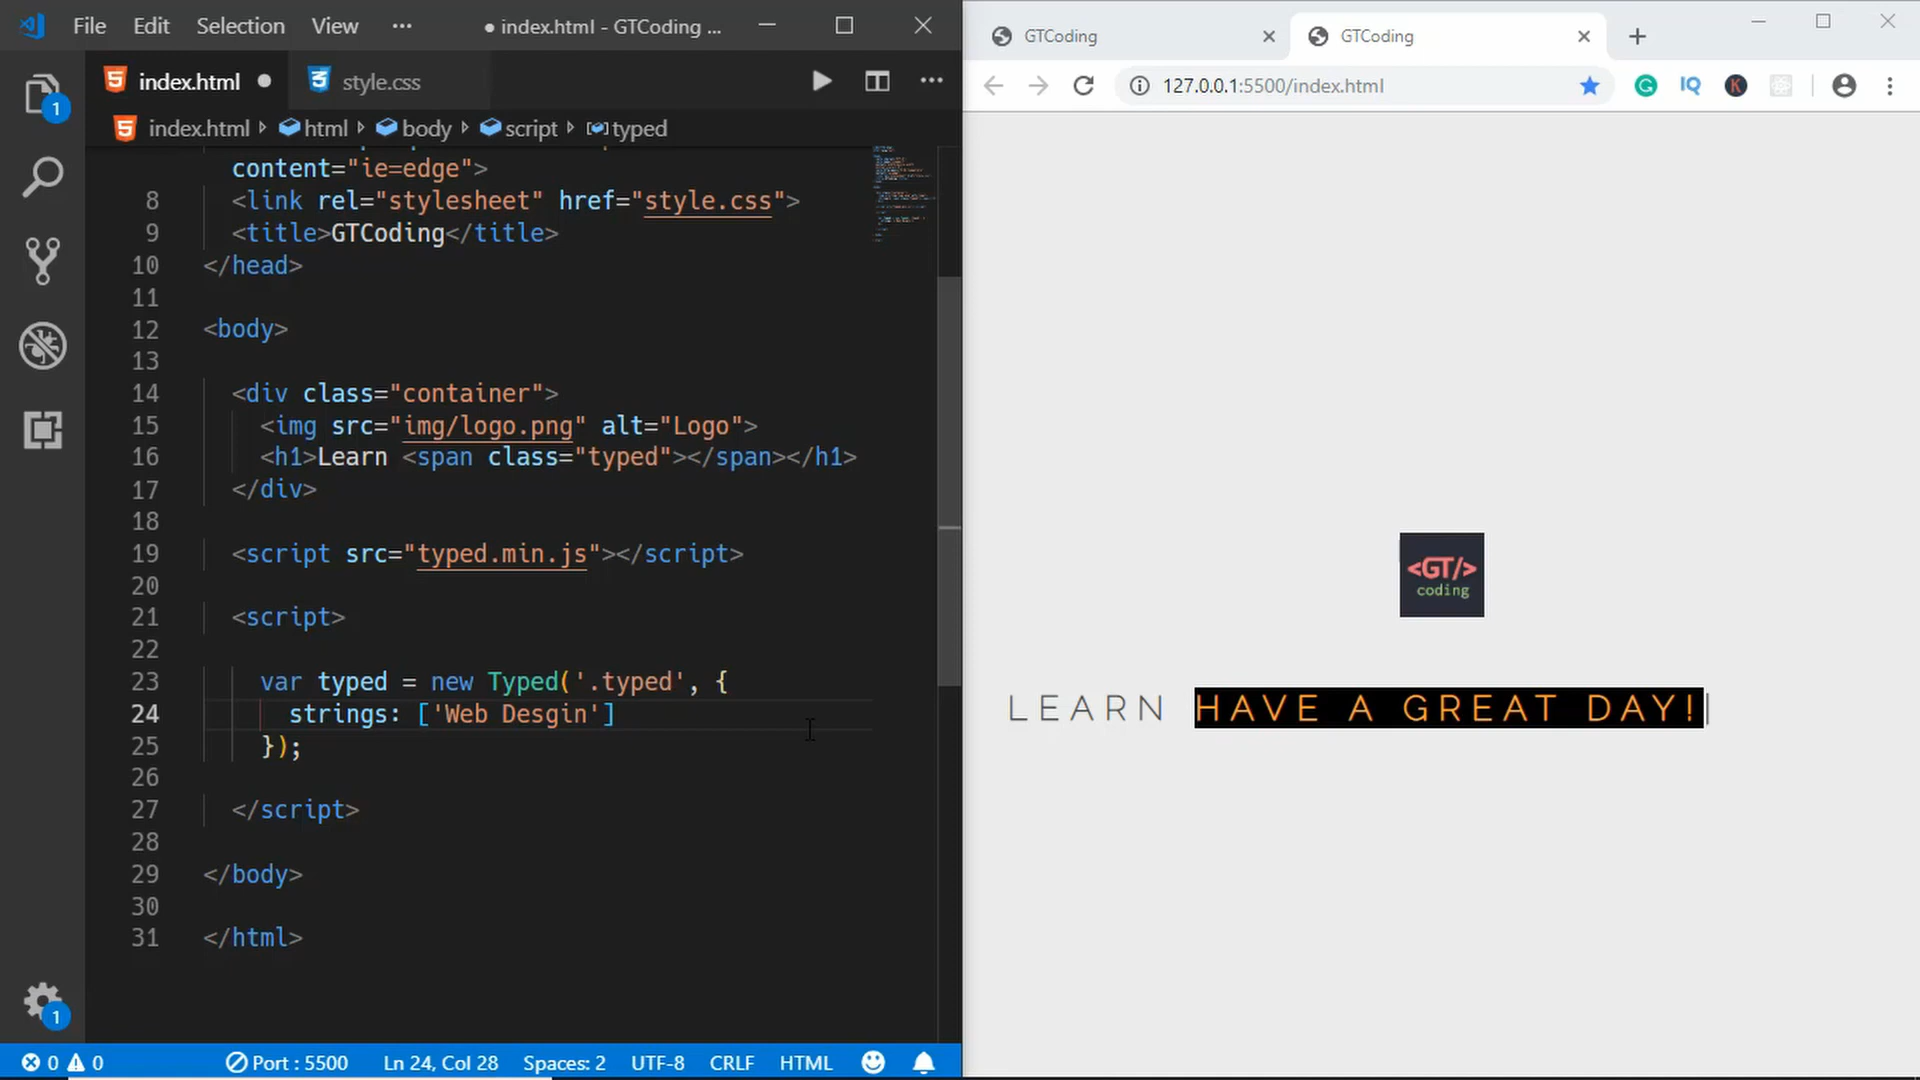 File Edit Selection View ··· ● index.html - GTCoding ...
index.html ● style.css
index.html › html › body › script › typed
content="ie=edge">
8 <link rel="stylesheet" href="style.css">
9 <title>GTCoding</title>
10 </head>
11
12 <body>
13
14 <div class="container">
15 <img src="img/logo.png" alt="Logo">
16 <h1>Learn <span class="typed"></span></h1>
17 </div>
18
19 <script src="typed.min.js"></script>
20
21 <script>
22
23 var typed = new Typed('.typed', {
24 strings: ['Web Desgin']
25 });
26
27 </script>
28
29 </body>
30
31 </html>
1
1
0 0 Port : 5500 Ln 24, Col 28 Spaces: 2 UTF-8 CRLF HTML
GTCoding GTCoding
127.0.0.1:5500/index.html IQ K
<GT/>
coding
LEARN HAVE A GREAT DAY!|